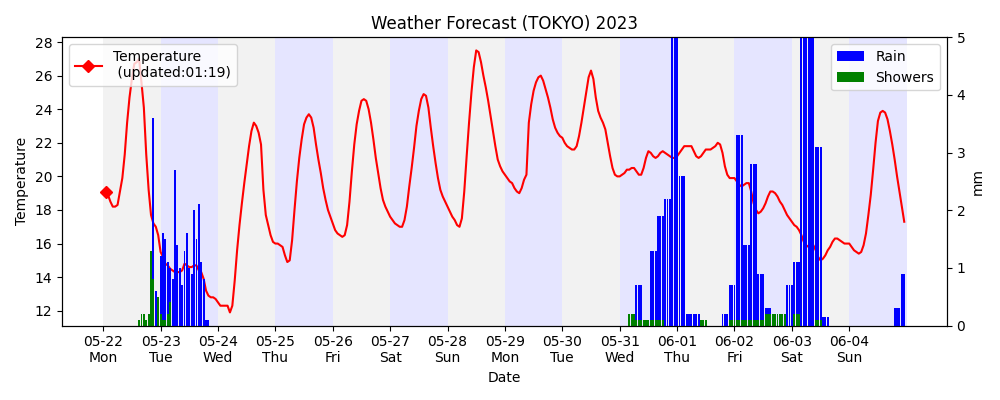 Weather Forecast (TOKYO) 2023
Temperature
(updated:01:19)
Rain
Showers
28
26
24
22
20
18
16
14
12
Temperature
5
4
3
2
1
0
mm
05-22 05-23 05-24 05-25 05-26 05-27 05-28 05-29 05-30 05-31 06-01 06-02 06-03 06-04
Mon Tue Wed Thu Fri Sat Sun Mon Tue Wed Thu Fri Sat Sun
Date